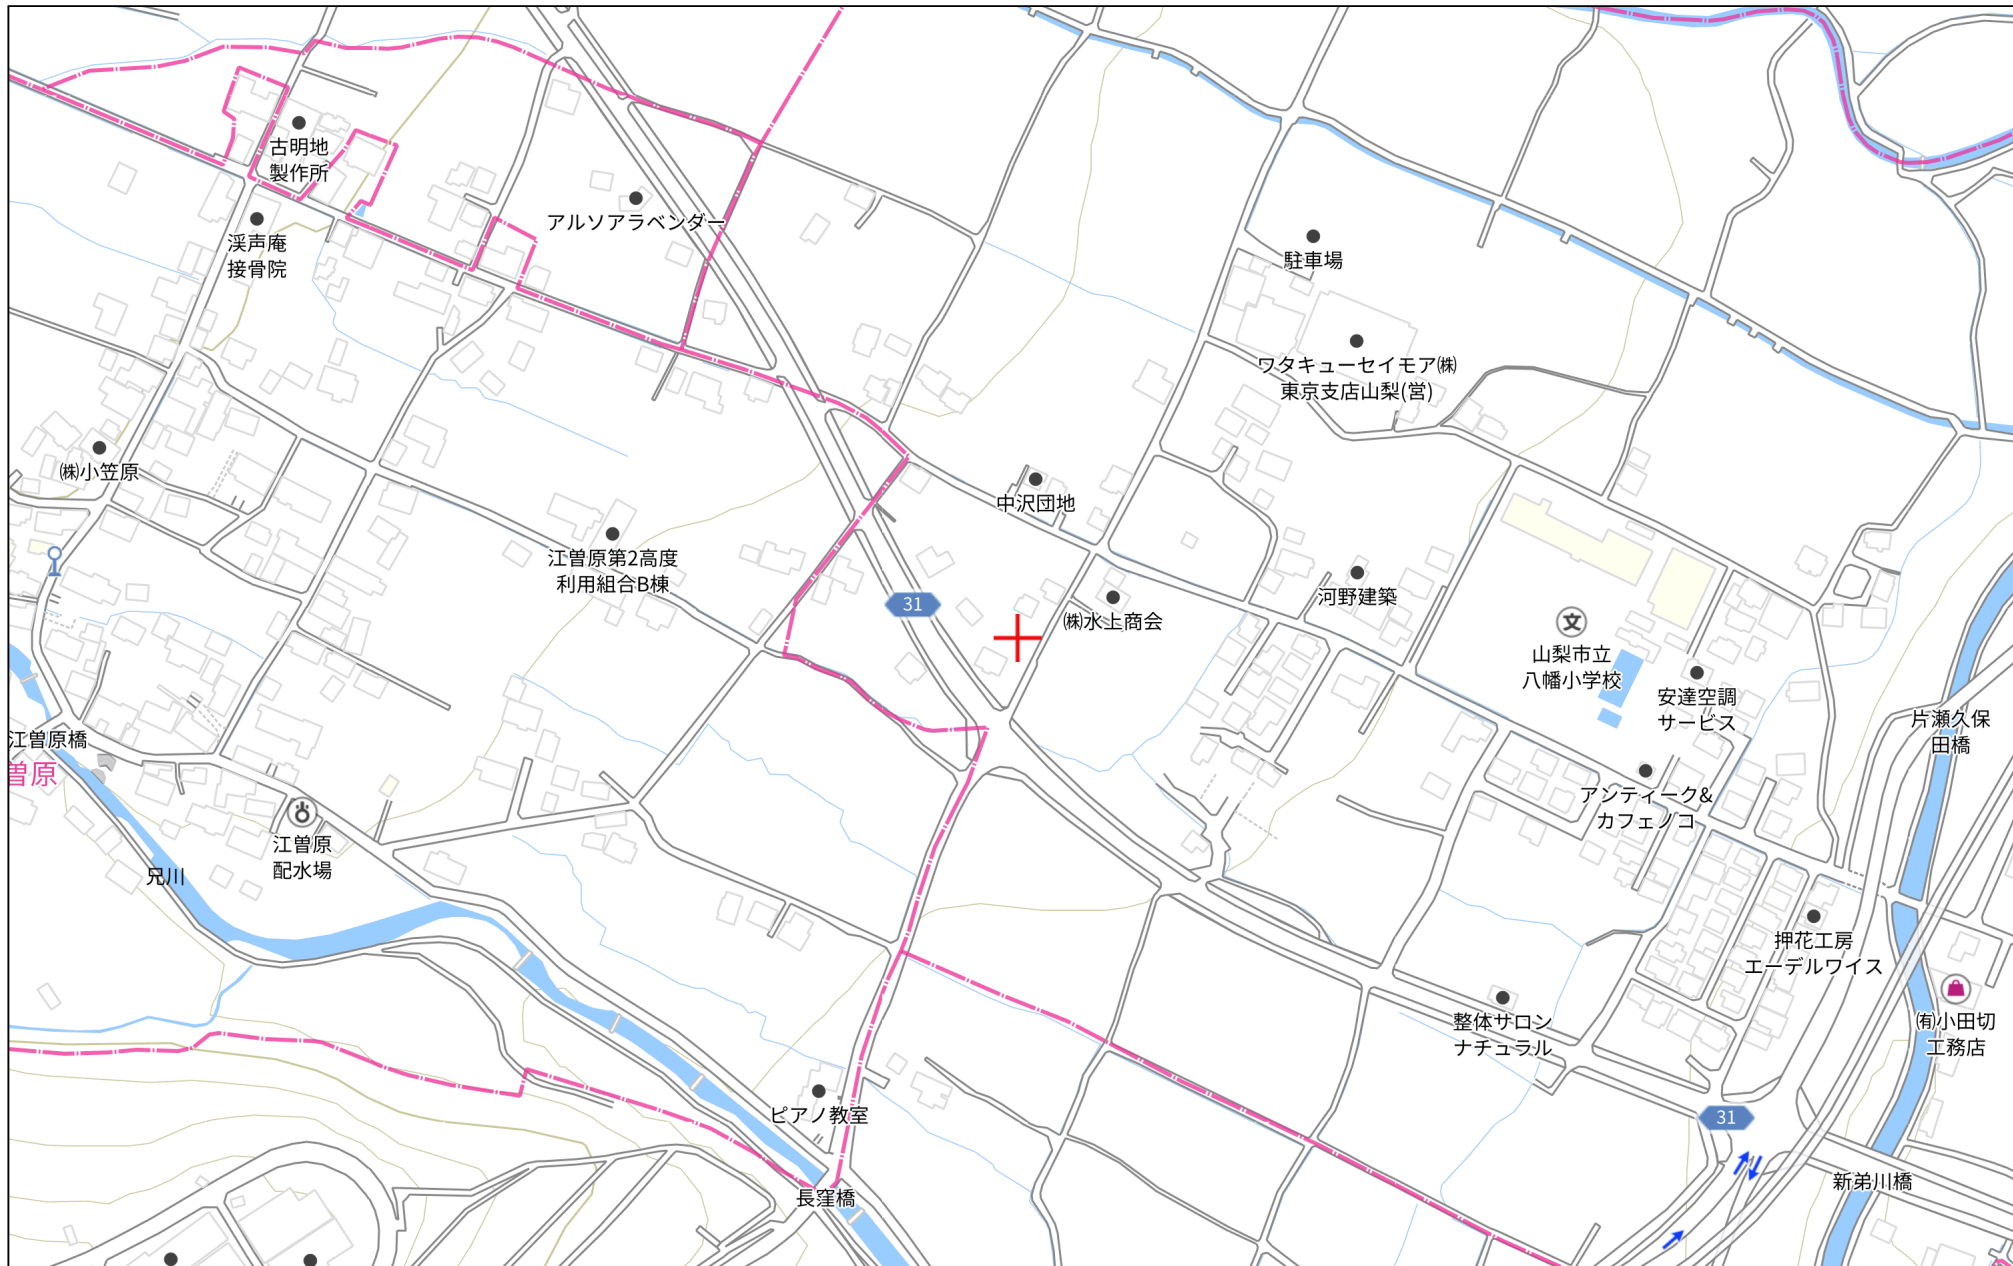 古明地
製作所
渓声庵
接骨院
アルソアラベンダー
駐車場
ワタキューセイモア㈱
東京支店山梨(営)
㈱小笠原
中沢団地
江曽原第2高度
利用組合B棟
31
㈱水上商会
河野建築
山梨市立
八幡小学校
安達空調
サービス
片瀬久保
田橋
江曽原橋
曽原
アンティーク&
カフェノコ
江曽原
配水場
兄川
押花工房
エーデルワイス
整体サロン
ナチュラル
㈲小田切
工務店
ピアノ教室
31
長窪橋
新弟川橋